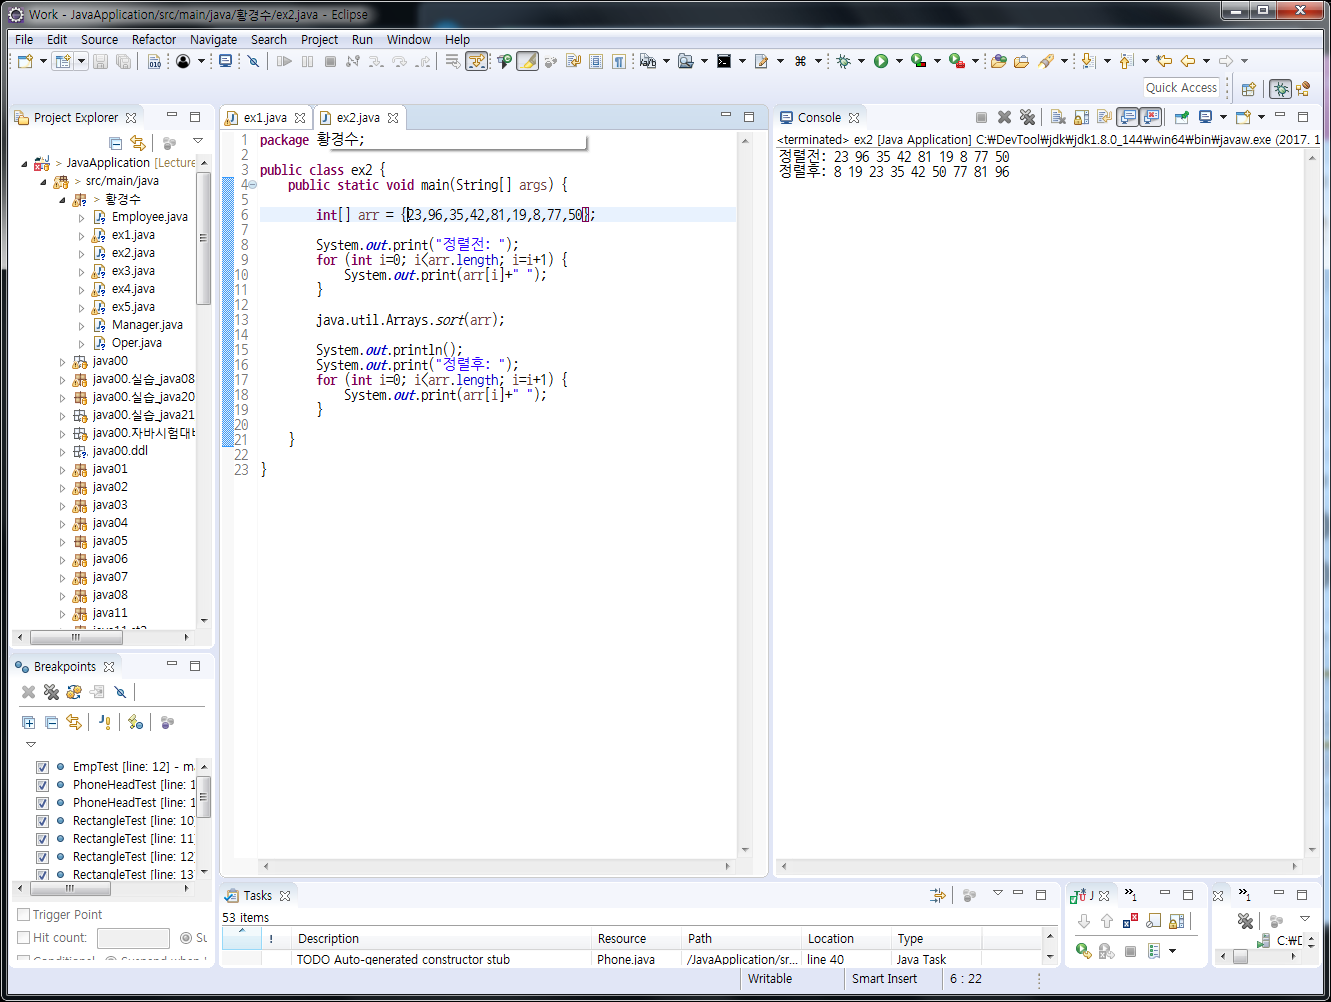 Work - JavaApplication/src/main/java/황경수/ex2.java - Eclipse
File Edit Source Refactor Navigate Search Project Run Window Help
Quick Access
Project Explorer
JavaApplication [Lecture
src/main/java
황경수
Employee.java
ex1.java
ex2.java
ex3.java
ex4.java
ex5.java
Manager.java
Oper.java
java00
java00.실습_java08
java00.실습_java20
java00.실습_java21
java00.자바시험대비
java00.ddl
java01
java02
java03
java04
java05
java06
java07
java08
java11
Breakpoints
EmpTest [line: 12] - m
PhoneHeadTest [line: 1
PhoneHeadTest [line: 1
RectangleTest [line: 10]
RectangleTest [line: 11]
RectangleTest [line: 12]
RectangleTest [line: 13]
Trigger Point
Hit count: Su
Conditional Suspend when
ex1.java ex2.java
1 package 황경수;
2
3 public class ex2 {
4 public static void main(String[] args) {
5
6 int[] arr = {23,96,35,42,81,19,8,77,50};
7
8 System.out.print("정렬전: ");
9 for (int i=0; i<arr.length; i=i+1) {
10 System.out.print(arr[i]+" ");
11 }
12
13 java.util.Arrays.sort(arr);
14
15 System.out.println();
16 System.out.print("정렬후: ");
17 for (int i=0; i<arr.length; i=i+1) {
18 System.out.print(arr[i]+" ");
19 }
20
21 }
22
23 }
Console
<terminated> ex2 [Java Application] C:₩DevTool₩jdk₩jdk1.8.0_144₩win64₩bin₩javaw.exe (2017. 1
정렬전: 23 96 35 42 81 19 8 77 50
정렬후: 8 19 23 35 42 50 77 81 96
Tasks
53 items
! Description Resource Path Location Type
TODO Auto-generated constructor stub Phone.java /JavaApplication/sr... line 40 Java Task
J
»1
»1
C:₩D
Writable Smart Insert 6 : 22